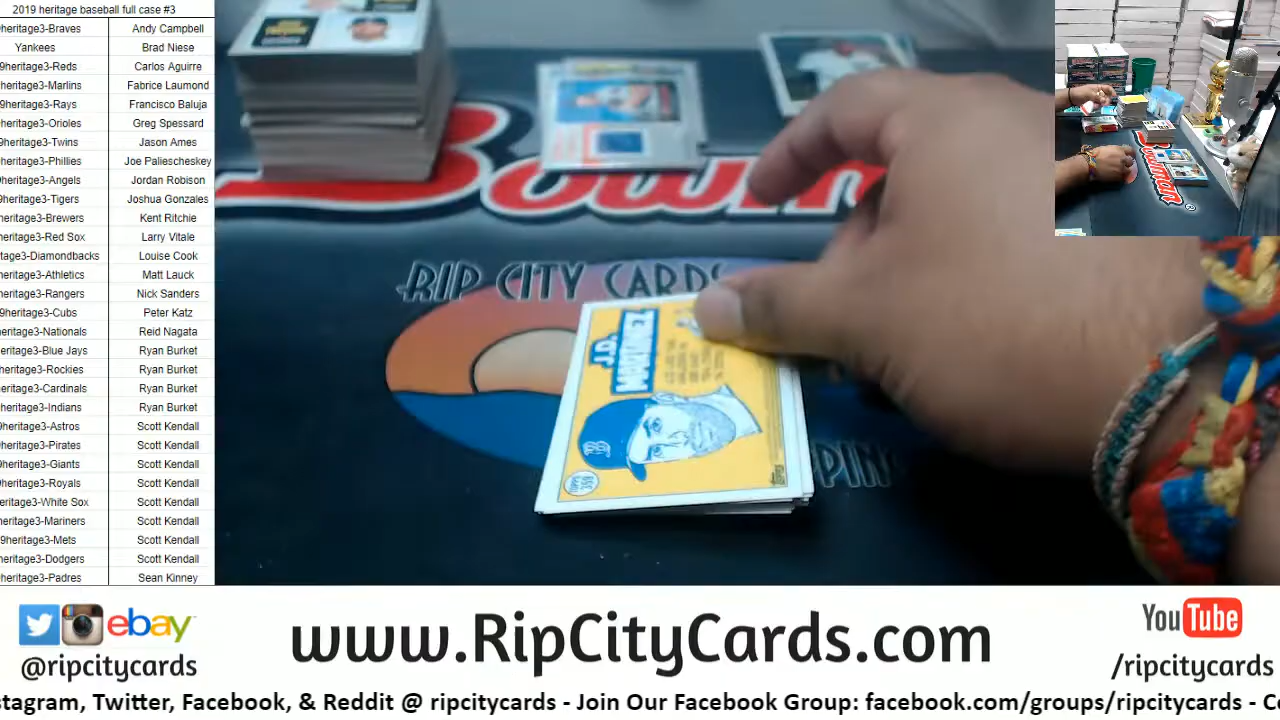 2019 heritage baseball full case #3
heritage3-Braves Andy Campbell
Yankees Brad Niese
9heritage3-Reds Carlos Aguirre
heritage3-Marlins Fabrice Laumond
9heritage3-Rays Francisco Baluja
heritage3-Orioles Greg Spessard
9heritage3-Twins Jason Ames
heritage3-Phillies Joe Paliescheskey
heritage3-Angels Jordan Robison
9heritage3-Tigers Joshua Gonzales
heritage3-Brewers Kent Ritchie
heritage3-Red Sox Larry Vitale
tage3-Diamondbacks Louise Cook
heritage3-Athletics Matt Lauck
heritage3-Rangers Nick Sanders
9heritage3-Cubs Peter Katz
heritage3-Nationals Reid Nagata
heritage3-Blue Jays Ryan Burket
heritage3-Rockies Ryan Burket
heritage3-Cardinals Ryan Burket
heritage3-Indians Ryan Burket
heritage3-Astros Scott Kendall
heritage3-Pirates Scott Kendall
heritage3-Giants Scott Kendall
heritage3-Royals Scott Kendall
eritage3-White Sox Scott Kendall
heritage3-Mariners Scott Kendall
9heritage3-Mets Scott Kendall
heritage3-Dodgers Scott Kendall
heritage3-Padres Sean Kinney
Bowm
Bowman
RIP CITY CARDS
J.D.
MARTINEZ
B
TOPPS
PPIN
ebay
@ripcitycards
www.RipCityCards.com
YouTube
/ripcitycards
stagram, Twitter, Facebook, & Reddit @ ripcitycards - Join Our Facebook Group: facebook.com/groups/ripcitycards - C